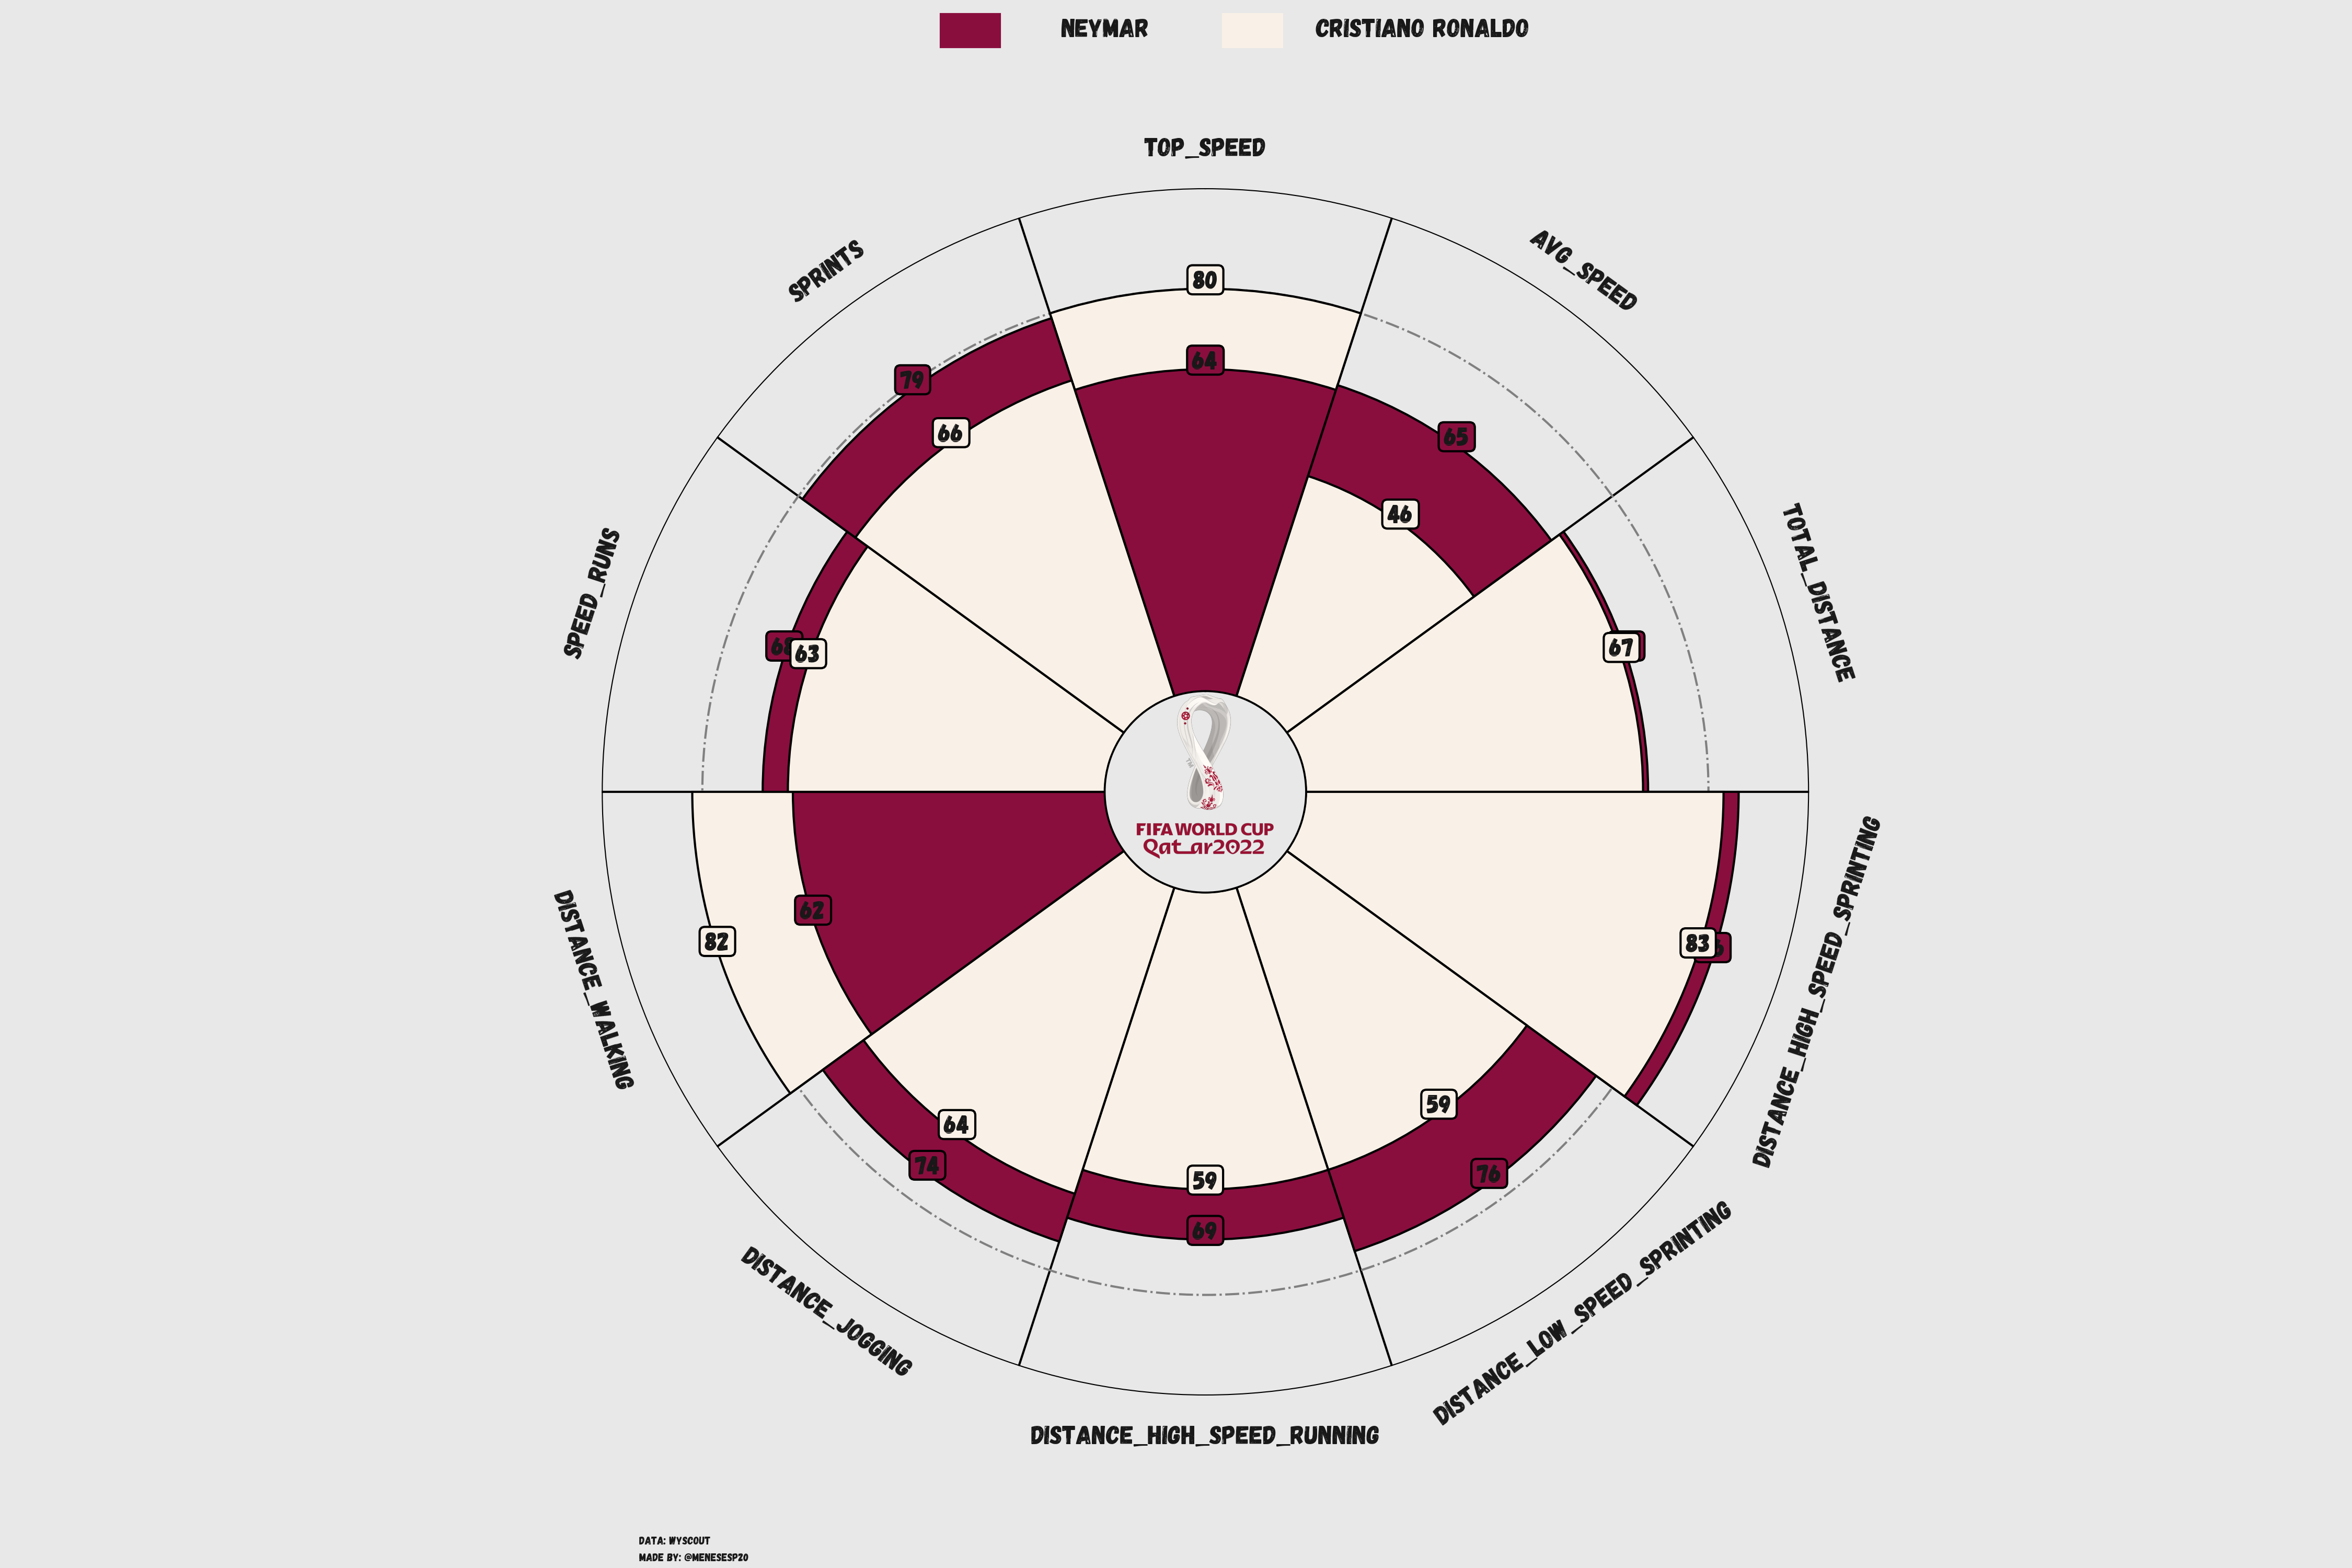 NEYMAR
CRISTIANO RONALDO
TOP_SPEED
AVG_SPEED
TOTAL_DISTANCE
DISTANCE_HIGH_SPEED_SPRINTING
DISTANCE_LOW_SPEED_SPRINTING
DISTANCE_HIGH_SPEED_RUNNING
DISTANCE_JOGGING
DISTANCE_WALKING
SPEED_RUNS
SPRINTS
80
64
65
46
67
83
59
76
59
69
64
74
82
62
63
79
66
FIFA WORLD CUP
Qatar2022
TM
DATA: WYSCOUT
MADE BY: @MENESESP20